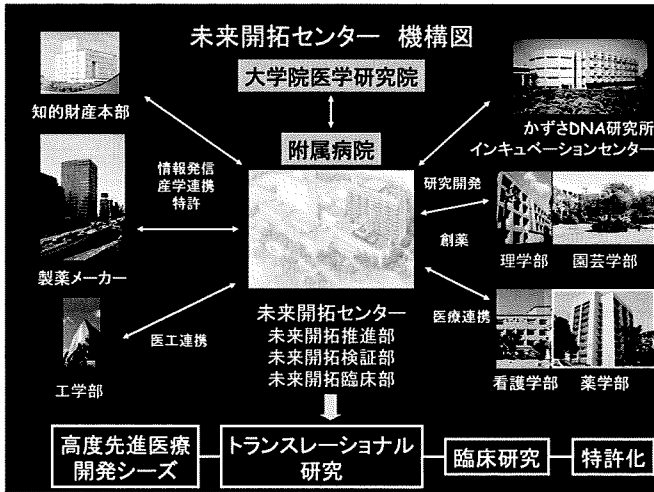 未来開拓センター 機構図
大学院医学研究院
知的財産本部
附属病院
かずさDNA研究所
インキュベーションセンター
情報発信
産学連携
特許
研究開発
創薬
製薬メーカー
理学部
園芸学部
医工連携
医療連携
工学部
未来開拓センター
未来開拓推進部
未来開拓検証部
未来開拓臨床部
看護学部
薬学部
高度先進医療
開発シーズ
トランスレーショナル
研究
臨床研究
特許化